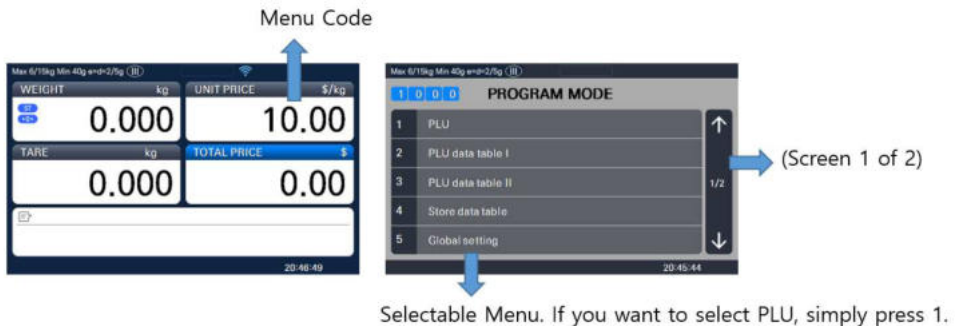 Menu Code
Max 6/15kg Min 40g e=d=2/5g (III)
WEIGHT kg
UNIT PRICE $/kg
0.000
10.00
TARE kg
TOTAL PRICE $
0.000
0.00
20:46:49
Max 6/15kg Min 40g e=d=2/5g (III)
1 0 0 0 PROGRAM MODE
1 PLU
2 PLU data table I
3 PLU data table II
1/2
4 Store data table
5 Global setting
20:45:44
(Screen 1 of 2)
Selectable Menu. If you want to select PLU, simply press 1.